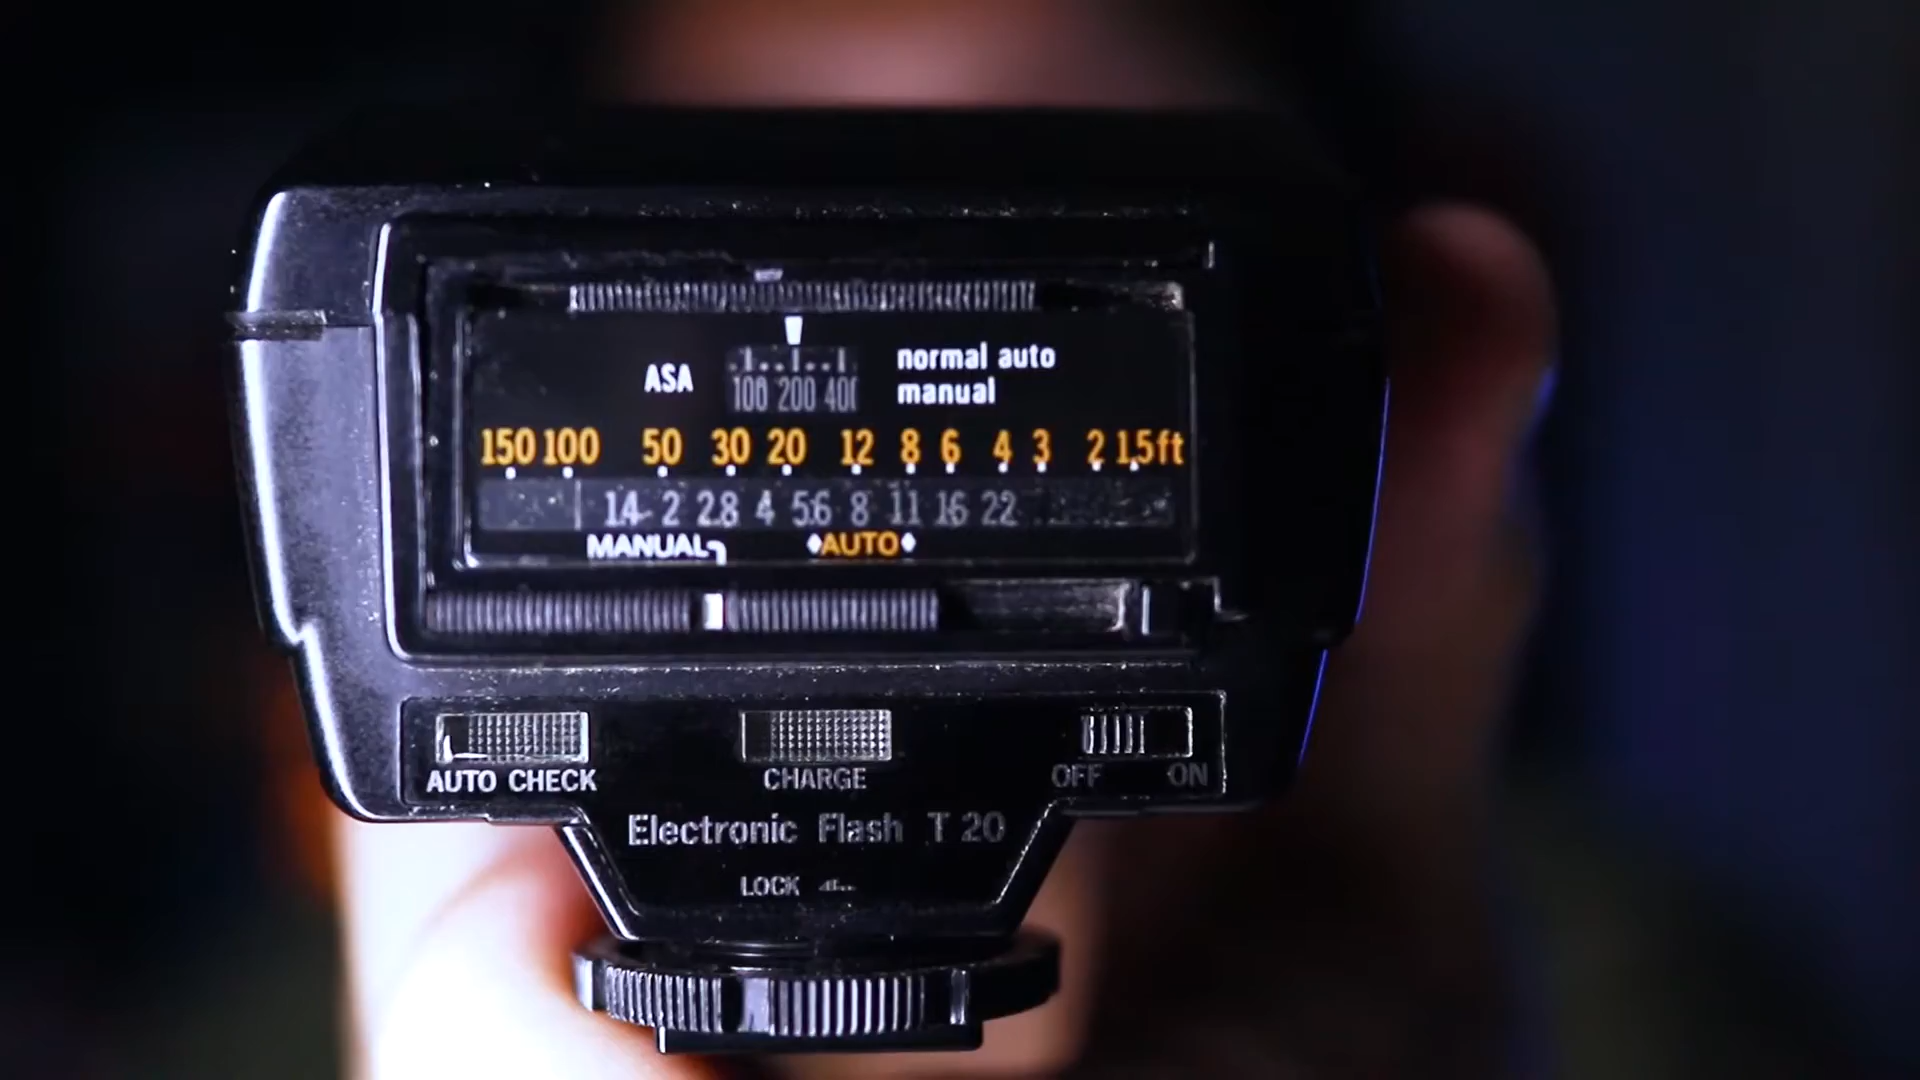 ASA
100 200 400
normal auto
manual
150 100 50 30 20 12 8 6 4 3 2 1.5ft
1.4 2 2.8 4 5.6 8 11 16 22
MANUAL
AUTO
AUTO CHECK
CHARGE
OFF ON
Electronic Flash T 20
LOCK